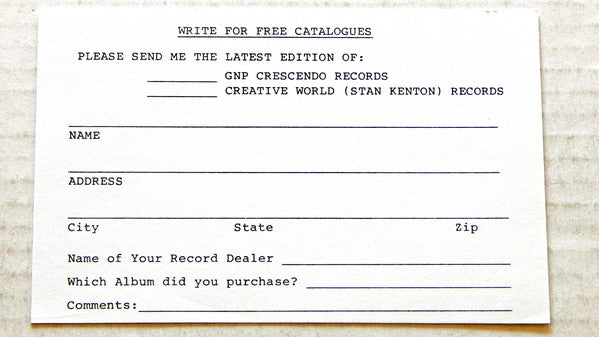 WRITE FOR FREE CATALOGUES
PLEASE SEND ME THE LATEST EDITION OF:
GNP CRESCENDO RECORDS
CREATIVE WORLD (STAN KENTON) RECORDS
NAME
ADDRESS
City State Zip
Name of Your Record Dealer
Which Album did you purchase?
Comments: